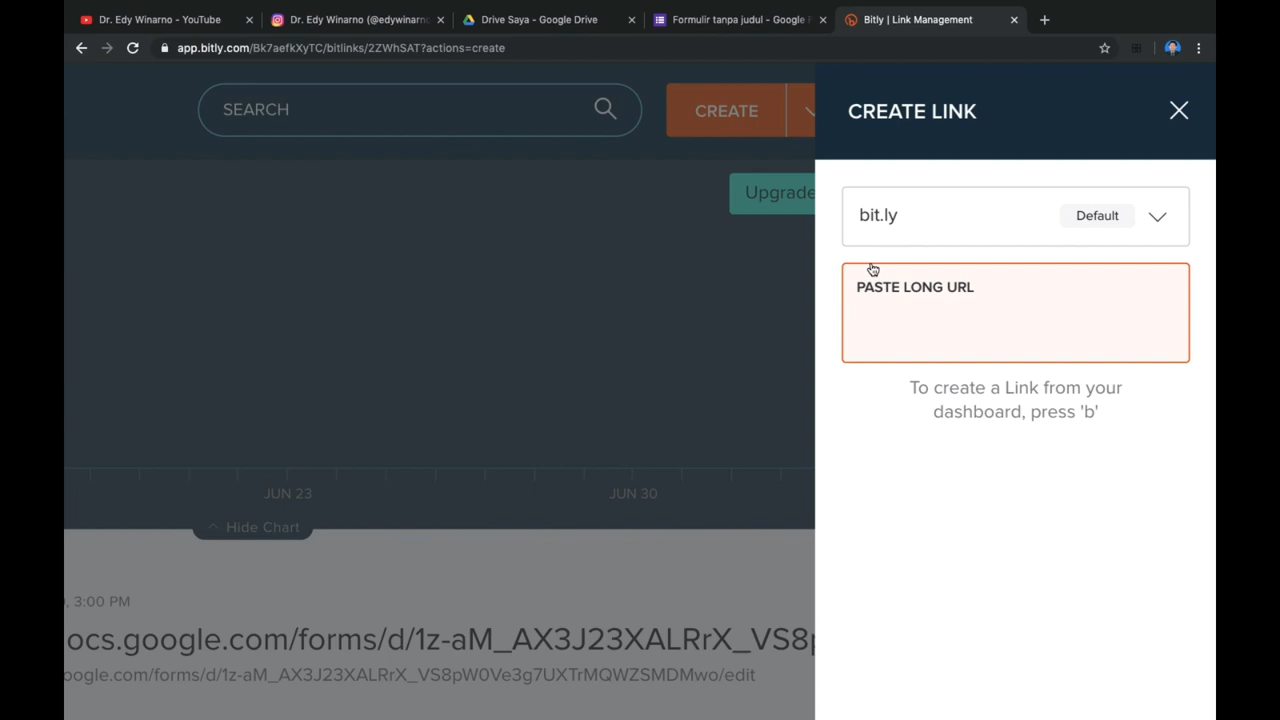 Dr. Edy Winarno - YouTube
Dr. Edy Winarno (@edywinarno
Drive Saya - Google Drive
Formulir tanpa judul - Google F
Bitly | Link Management
app.bitly.com/Bk7aefkXyTC/bitlinks/2ZWhSAT?actions=create
SEARCH
CREATE
CREATE LINK
Upgrade
bit.ly
Default
PASTE LONG URL
To create a Link from your
dashboard, press 'b'
JUN 23
JUN 30
Hide Chart
, 3:00 PM
ocs.google.com/forms/d/1z-aM_AX3J23XALRrX_VS8p
oogle.com/forms/d/1z-aM_AX3J23XALRrX_VS8pW0Ve3g7UXTrMQWZSMDMwo/edit